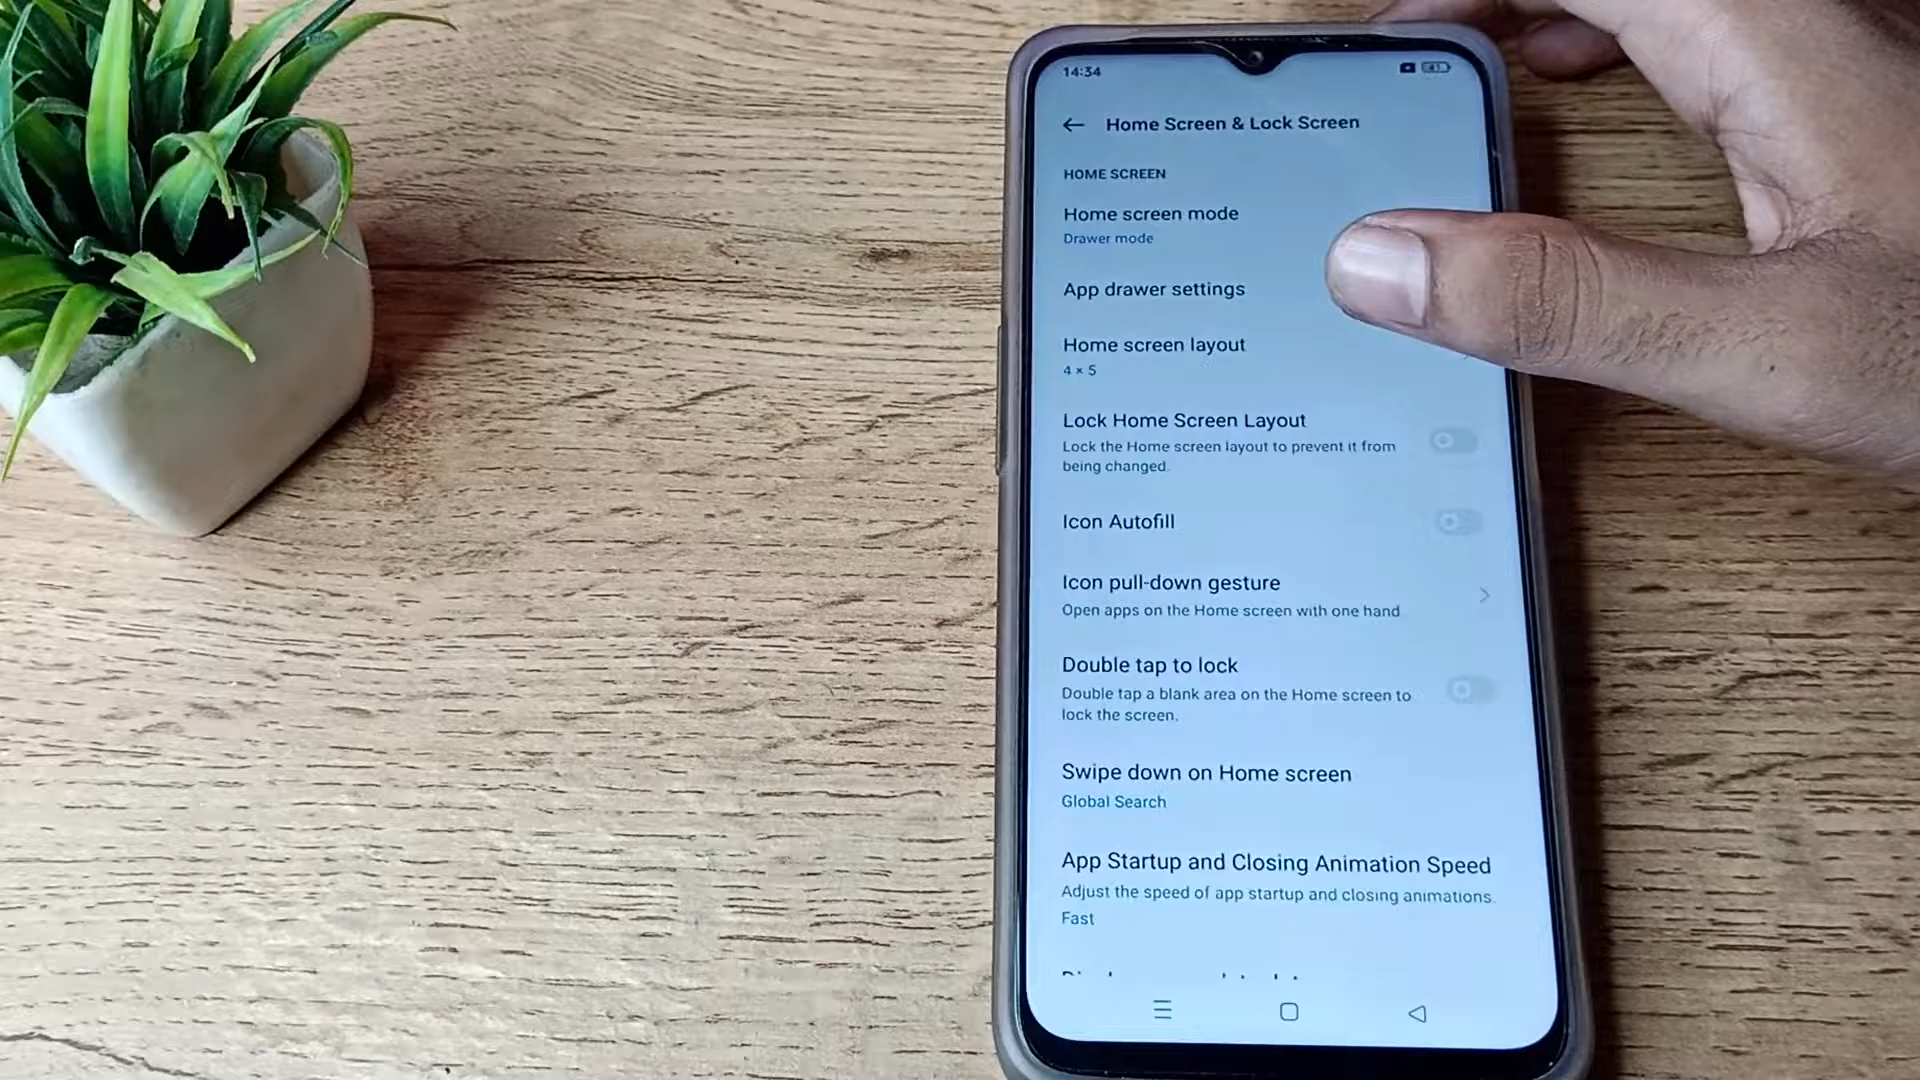 14:34
Home Screen & Lock Screen
HOME SCREEN
Home screen mode
Drawer mode
App drawer settings
Home screen layout
4 × 5
Lock Home Screen Layout
Lock the Home screen layout to prevent it from
being changed.
Icon Autofill
Icon pull-down gesture
Open apps on the Home screen with one hand
Double tap to lock
Double tap a blank area on the Home screen to
lock the screen.
Swipe down on Home screen
Global Search
App Startup and Closing Animation Speed
Adjust the speed of app startup and closing animations.
Fast